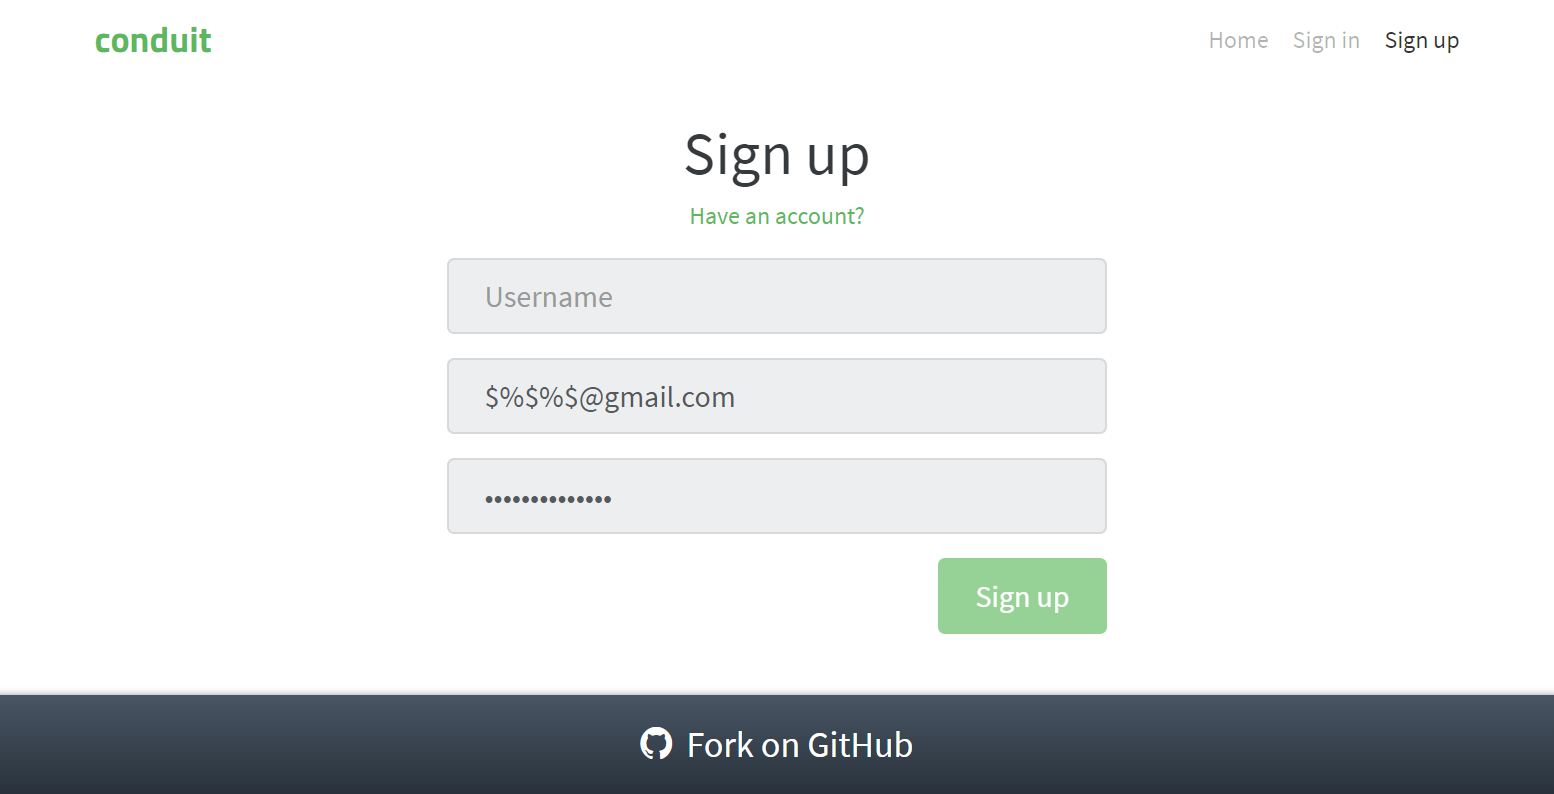 conduit
Home Sign in Sign up
Sign up
Have an account?
Username
$%$%$@gmail.com
••••••••••••••
Sign up
Fork on GitHub